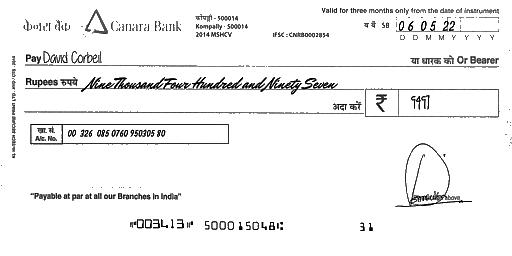 Valid for three months only from the date of instrument
केनरा बैंक Canara Bank
कोंपल्ली - 500014
Kompally - 500014
2014 MSHCV
IFSC : CNRB0002854
SB 06 05 22
D D M M Y Y Y Y
Pay David Corbeil या धारक को Or Bearer
Rupees रुपये Nine Thousand Four Hundred and Ninety Seven
अदा करें ₹ 9497
खा. सं.
A/c. No. 00 326 085 0760 950305 80
above
"Payable at par at all our Branches in India"
⑈003413⑈ 500015048⑆ 31